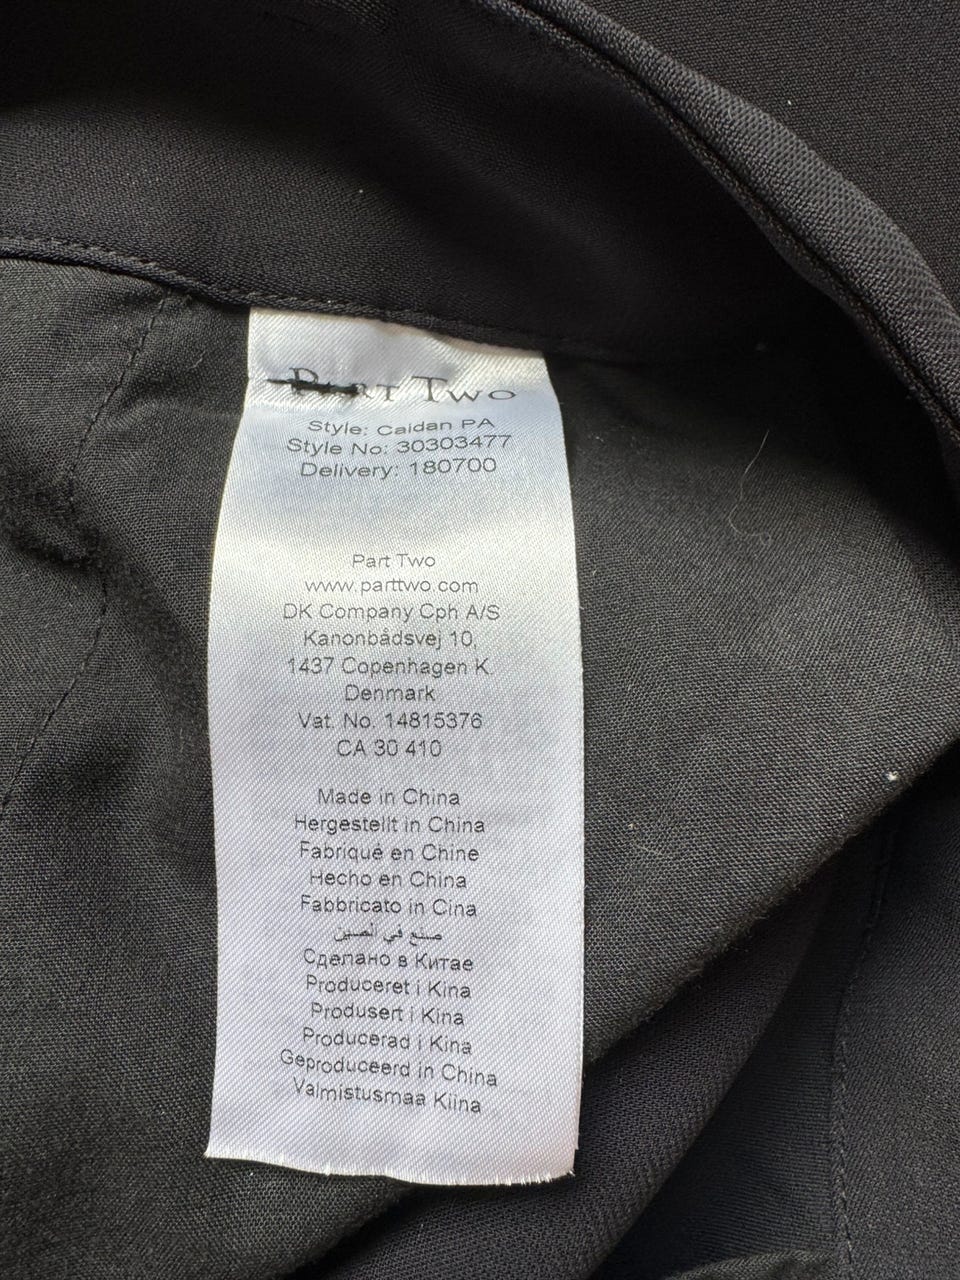 PART TWO
Style: Caidan PA
Style No: 30303477
Delivery: 180700
Part Two
www.parttwo.com
DK Company Cph A/S
Kanonbådsvej 10,
1437 Copenhagen K.
Denmark
Vat. No. 14815376
CA 30 410
Made in China
Hergestellt in China
Fabriqué en Chine
Hecho en China
Fabbricato in Cina
صنع في الصين
Сделано в Китае
Produceret i Kina
Produsert i Kina
Producerad i Kina
Geproduceerd in China
Valmistusmaa Kiina